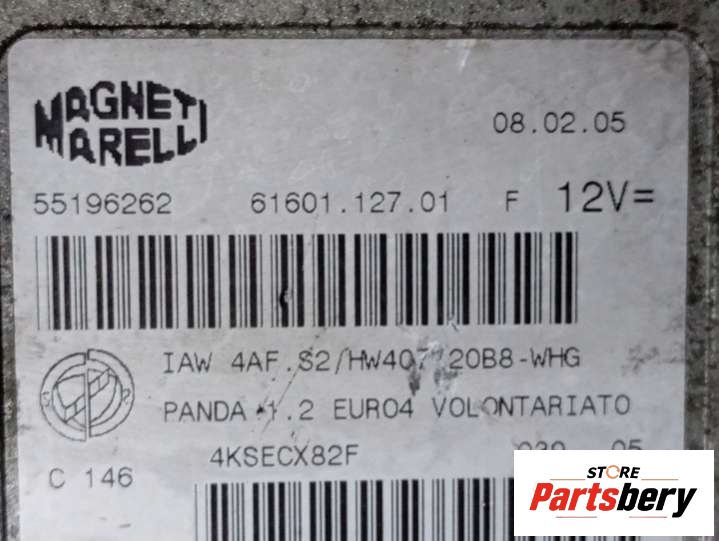 MAGNETI
MARELLI
08.02.05
55196262 61601.127.01 F 12V=
IAW 4AF.S2/HW407 20B8-WHG
PANDA 1.2 EURO4 VOLONTARIATO
4KSECX82F
C 146
STORE
Partsbery